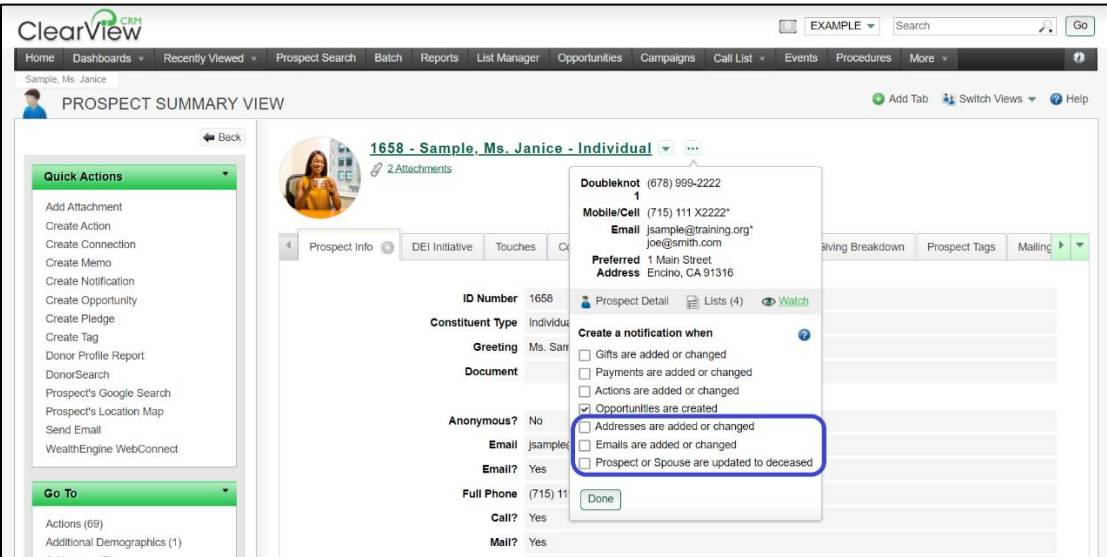 ClearView CRM
EXAMPLE Search Go
Home Dashboards Recently Viewed Prospect Search Batch Reports List Manager Opportunities Campaigns Call List Events Procedures More
Sample, Ms. Janice
PROSPECT SUMMARY VIEW
Add Tab Switch Views Help
Back
Quick Actions
Add Attachment
Create Action
Create Connection
Create Memo
Create Notification
Create Opportunity
Create Pledge
Create Tag
Donor Profile Report
DonorSearch
Prospect's Google Search
Prospect's Location Map
Send Email
WealthEngine WebConnect
Go To
Actions (69)
Additional Demographics (1)
1658 - Sample, Ms. Janice - Individual ...
2 Attachments
Prospect Info DEI Initiative Touches Co Giving Breakdown Prospect Tags Mailing
ID Number 1658
Constituent Type Individua
Greeting Ms. Sam
Document
Anonymous? No
Email jsample@
Email? Yes
Full Phone (715) 11
Call? Yes
Mail? Yes
Doubleknot (678) 999-2222
1
Mobile/Cell (715) 111 X2222*
Email jsample@training.org*
joe@smith.com
Preferred 1 Main Street
Address Encino, CA 91316
Prospect Detail Lists (4) Watch
Create a notification when
Gifts are added or changed
Payments are added or changed
Actions are added or changed
Opportunities are created
Addresses are added or changed
Emails are added or changed
Prospect or Spouse are updated to deceased
Done